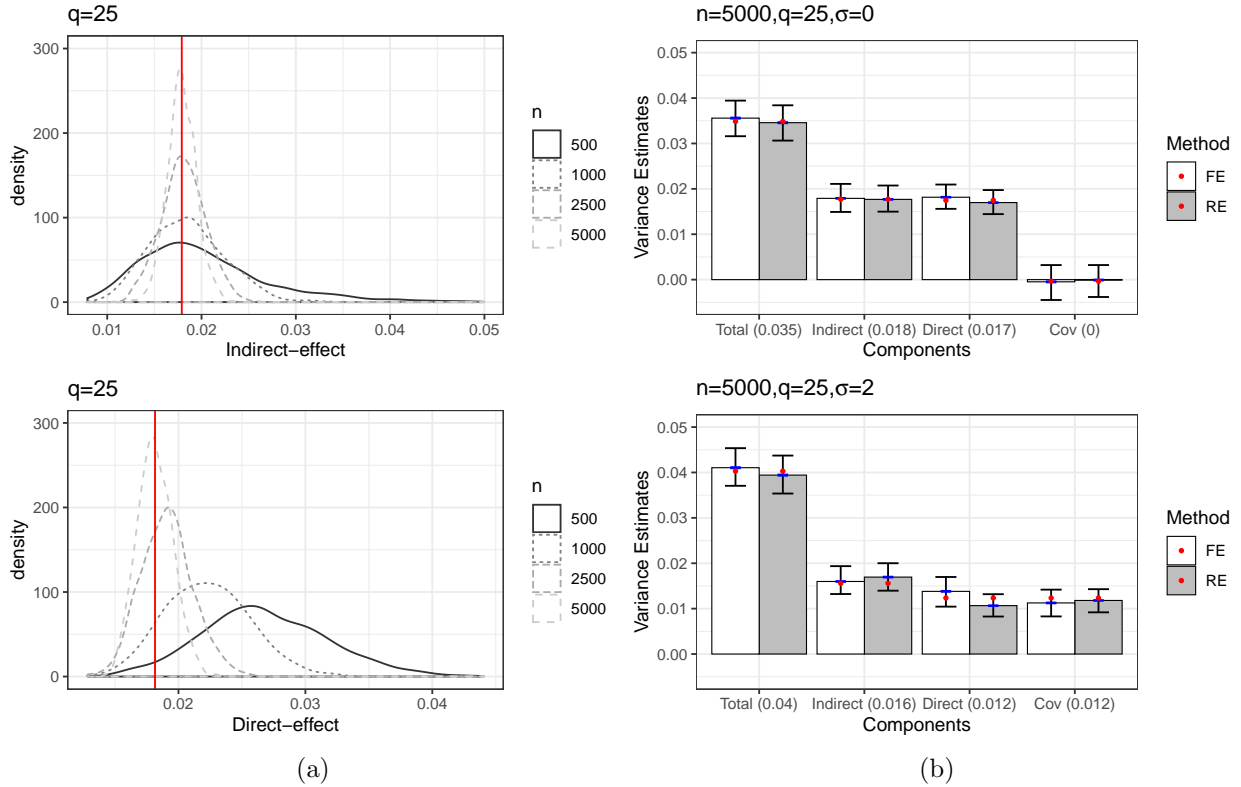 q=25
300
200
100
0
density
0.01 0.02 0.03 0.04 0.05
Indirect−effect
n
500
1000
2500
5000
n=5000,q=25,σ=0
0.05
0.04
0.03
0.02
0.01
0.00
Variance Estimates
Total (0.035) Indirect (0.018) Direct (0.017) Cov (0)
Components
Method
FE
RE
q=25
300
200
100
0
density
0.02 0.03 0.04
Direct−effect
n
500
1000
2500
5000
n=5000,q=25,σ=2
0.05
0.04
0.03
0.02
0.01
0.00
Variance Estimates
Total (0.04) Indirect (0.016) Direct (0.012) Cov (0.012)
Components
Method
FE
RE
(a)
(b)